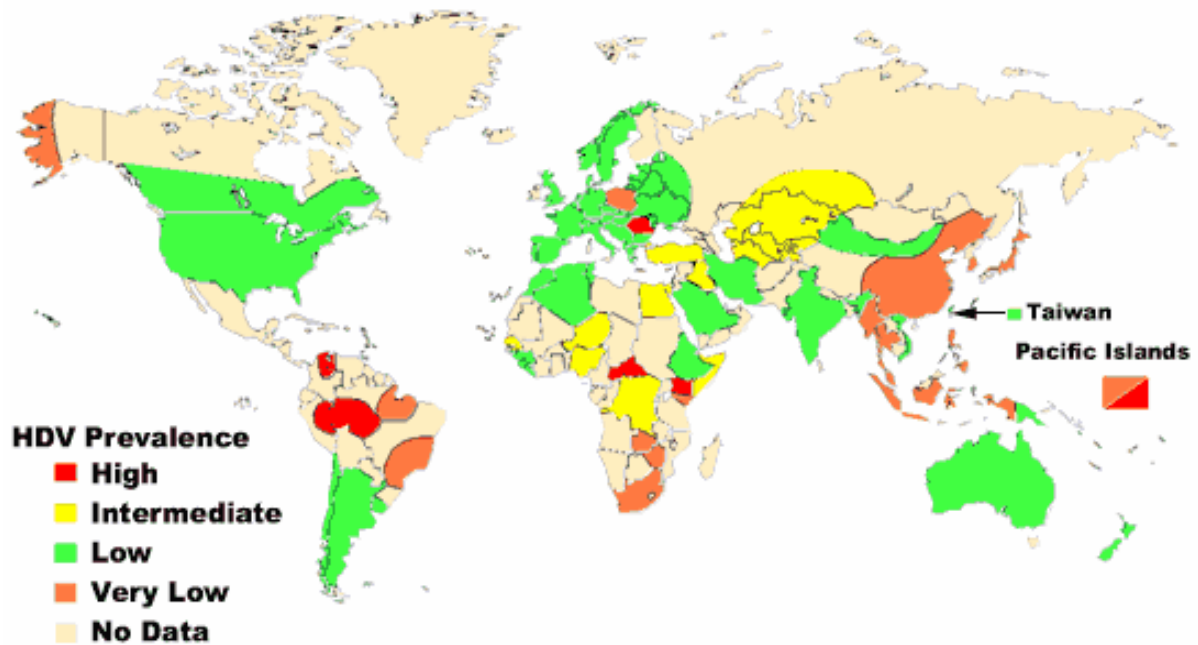 Taiwan
Pacific Islands
HDV Prevalence
High
Intermediate
Low
Very Low
No Data